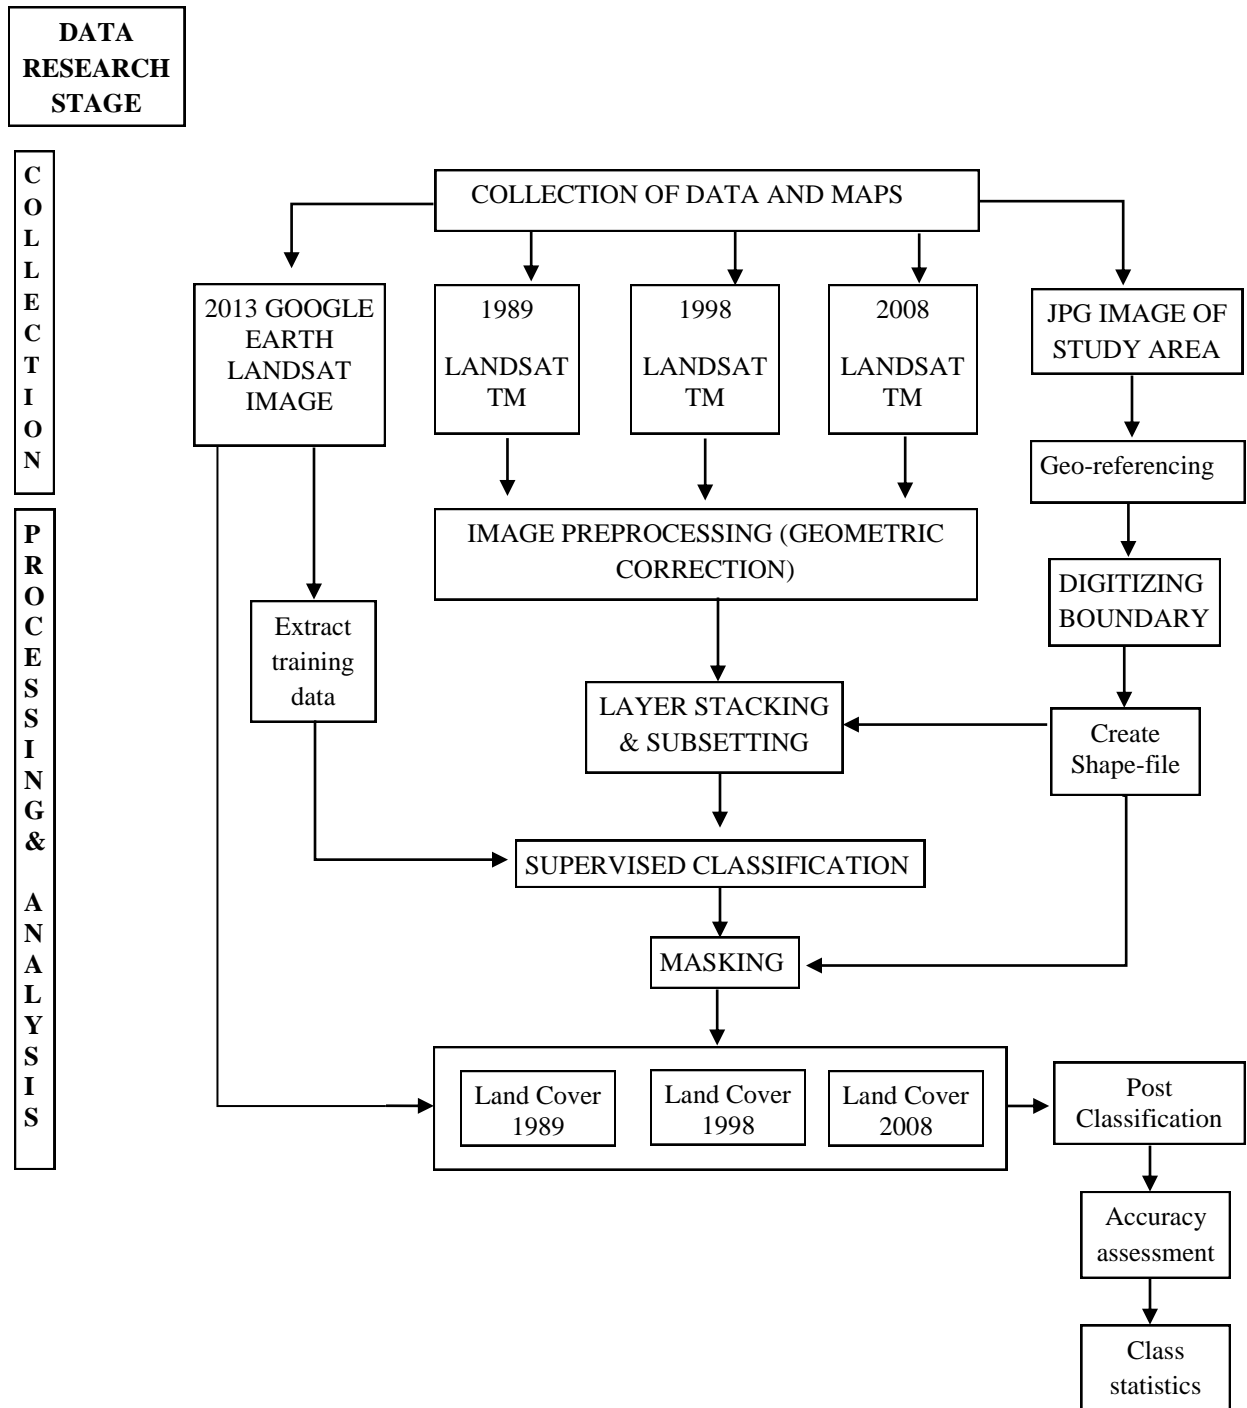 DATA
RESEARCH
STAGE
COLLECTION
COLLECTION OF DATA AND MAPS
2013 GOOGLE
EARTH
LANDSAT
IMAGE
1989
LANDSAT
TM
1998
LANDSAT
TM
2008
LANDSAT
TM
JPG IMAGE OF
STUDY AREA
Geo-referencing
PROCESSING& ANALYSIS
IMAGE PREPROCESSING (GEOMETRIC
CORRECTION)
DIGITIZING
BOUNDARY
Extract
training
data
LAYER STACKING
& SUBSETTING
Create
Shape-file
SUPERVISED CLASSIFICATION
MASKING
Land Cover
1989
Land Cover
1998
Land Cover
2008
Post
Classification
Accuracy
assessment
Class
statistics